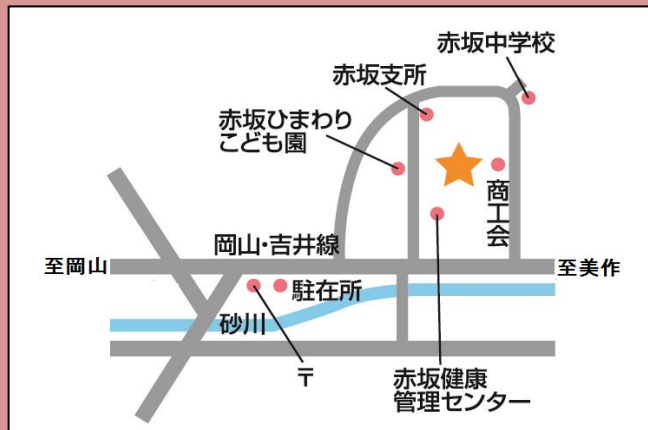 赤坂中学校
赤坂支所
赤坂ひまわり
こども園
商工会
岡山・吉井線
至岡山
至美作
駐在所
砂川
〒
赤坂健康
管理センター